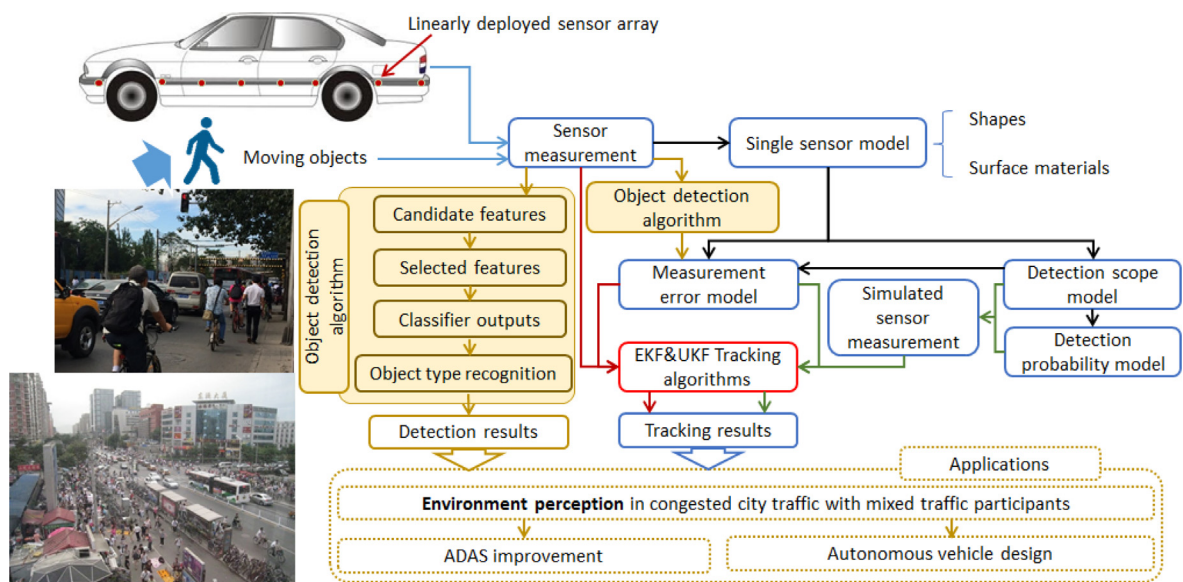 Linearly deployed sensor array
Moving objects
Sensor
measurement
Single sensor model
Shapes
Surface materials
Object detection
algorithm
Candidate features
Selected features
Classifier outputs
Object type recognition
Object detection
algorithm
Measurement
error model
Simulated
sensor
measurement
Detection scope
model
Detection
probability model
EKF&UKF Tracking
algorithms
Detection results
Tracking results
Applications
Environment perception in congested city traffic with mixed traffic participants
ADAS improvement
Autonomous vehicle design